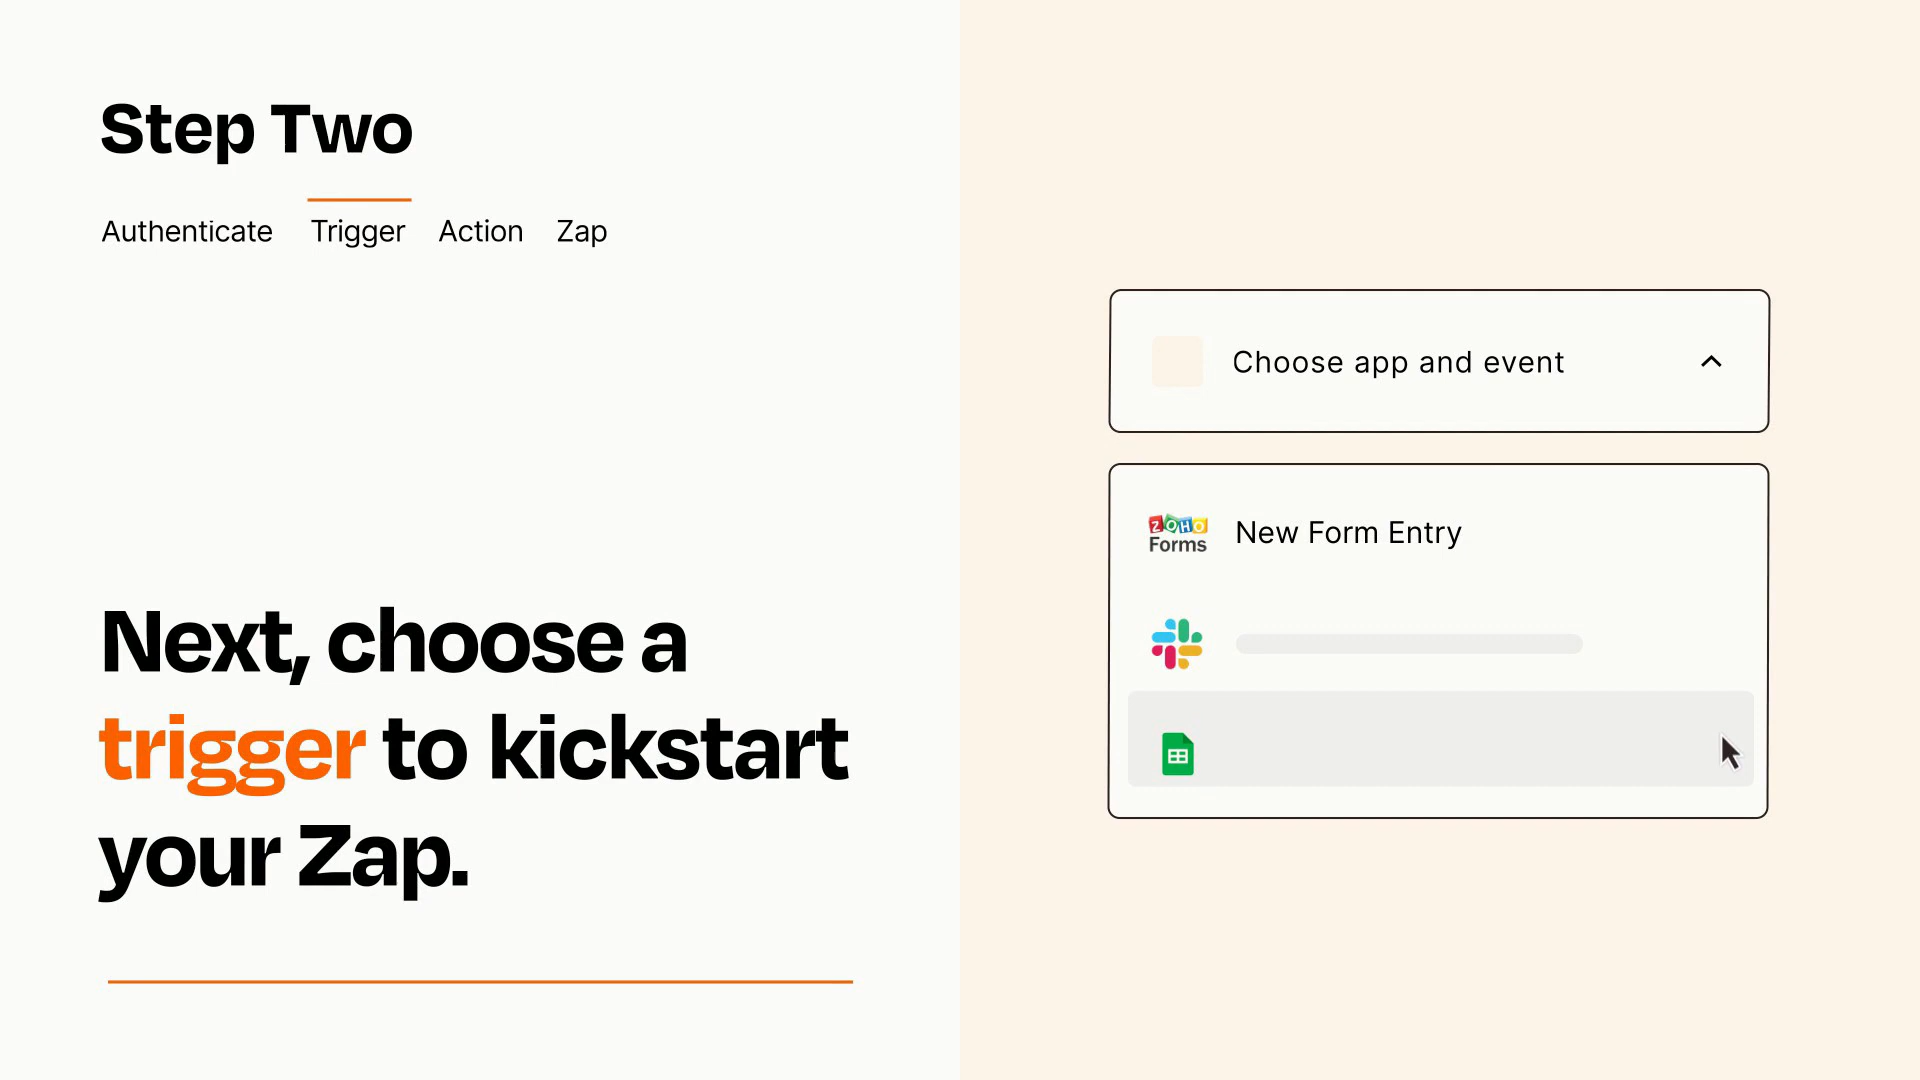 Step Two
Authenticate Trigger Action Zap
Next, choose a
trigger to kickstart
your Zap.
Choose app and event
ZOHO
Forms
New Form Entry